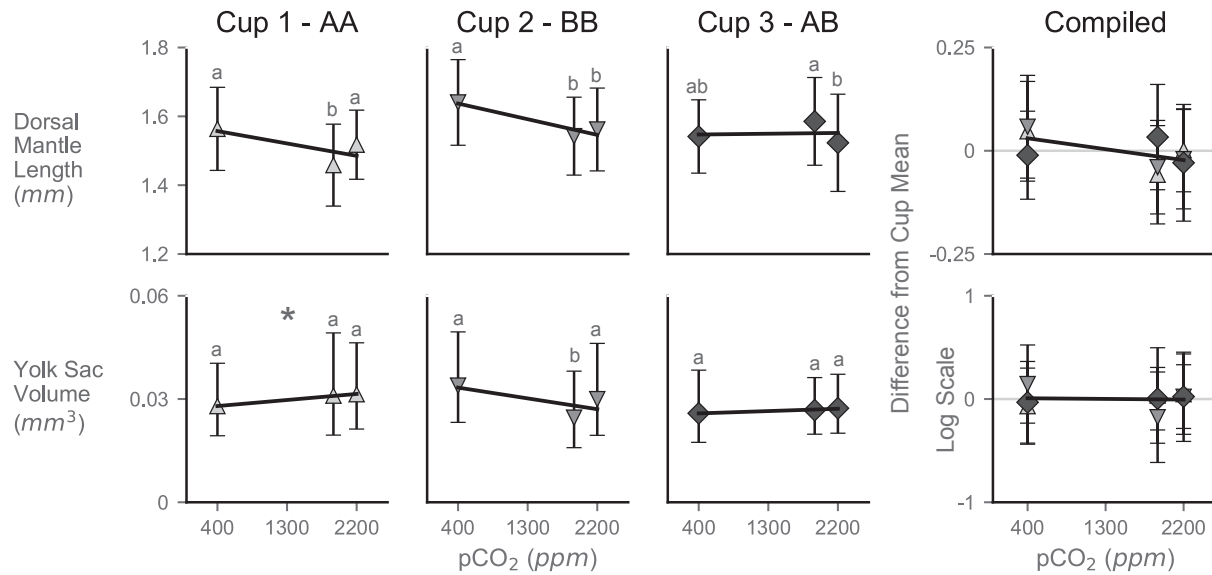 Cup 1 - AA
Cup 2 - BB
Cup 3 - AB
Compiled
Dorsal
Mantle
Length
(mm)
1.8
1.6
1.4
1.2
a
b
a
a
b
b
ab
a
b
0.25
0
-0.25
Difference from Cup Mean
Yolk Sac
Volume
(mm³)
0.06
0.03
0
a
*
a
a
a
b
a
a
a
a
Log Scale
1
0
-1
400
1300
2200
400
1300
2200
400
1300
2200
400
1300
2200
pCO₂ (ppm)
pCO₂ (ppm)